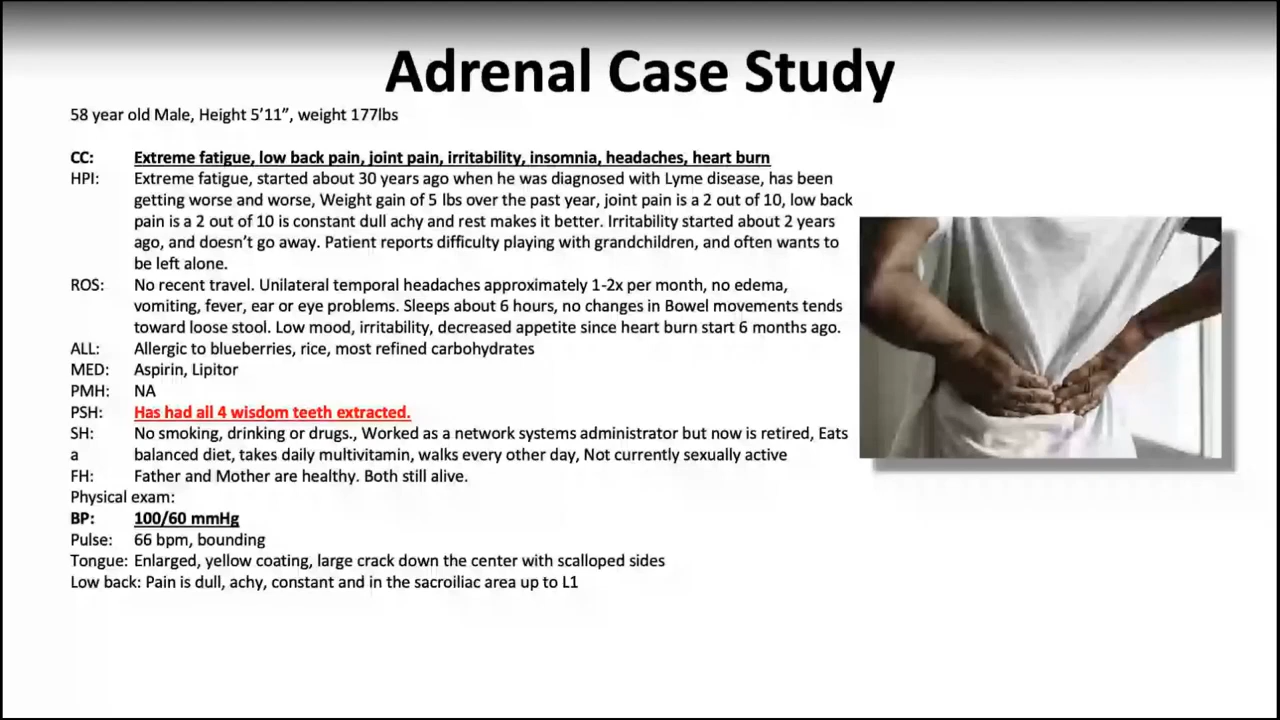 Adrenal Case Study
58 year old Male, Height 5’11”, weight 177lbs
CC: Extreme fatigue, low back pain, joint pain, irritability, insomnia, headaches, heart burn
HPI: Extreme fatigue, started about 30 years ago when he was diagnosed with Lyme disease, has been
getting worse and worse, Weight gain of 5 lbs over the past year, joint pain is a 2 out of 10, low back
pain is a 2 out of 10 is constant dull achy and rest makes it better. Irritability started about 2 years
ago, and doesn’t go away. Patient reports difficulty playing with grandchildren, and often wants to
be left alone.
ROS: No recent travel. Unilateral temporal headaches approximately 1-2x per month, no edema,
vomiting, fever, ear or eye problems. Sleeps about 6 hours, no changes in Bowel movements tends
toward loose stool. Low mood, irritability, decreased appetite since heart burn start 6 months ago.
ALL: Allergic to blueberries, rice, most refined carbohydrates
MED: Aspirin, Lipitor
PMH: NA
PSH: Has had all 4 wisdom teeth extracted.
SH: No smoking, drinking or drugs., Worked as a network systems administrator but now is retired, Eats
a balanced diet, takes daily multivitamin, walks every other day, Not currently sexually active
FH: Father and Mother are healthy. Both still alive.
Physical exam:
BP: 100/60 mmHg
Pulse: 66 bpm, bounding
Tongue: Enlarged, yellow coating, large crack down the center with scalloped sides
Low back: Pain is dull, achy, constant and in the sacroiliac area up to L1